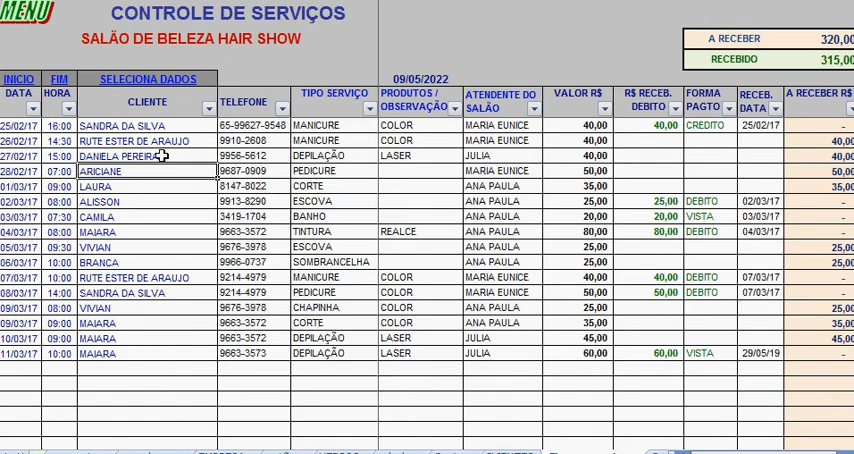 MENU CONTROLE DE SERVIÇOS
SALÃO DE BELEZA HAIR SHOW
A RECEBER 320,00
RECEBIDO 315,00
INICIO FIM SELECIONA DADOS 09/05/2022
DATA HORA CLIENTE TELEFONE TIPO SERVIÇO PRODUTOS / OBSERVAÇÃO ATENDENTE DO SALÃO VALOR R$ R$ RECEB. DEBITO FORMA PAGTO RECEB. DATA A RECEBER R$
25/02/17 16:00 SANDRA DA SILVA 65-99627-9548 MANICURE COLOR MARIA EUNICE 40,00 40,00 CREDITO 25/02/17 -
26/02/17 14:30 RUTE ESTER DE ARAUJO 9910-2608 MANICURE COLOR MARIA EUNICE 40,00 40,00
27/02/17 15:00 DANIELA PEREIRA 9956-5612 DEPILAÇÃO LASER JULIA 40,00 40,00
28/02/17 07:00 ARICIANE 9687-0909 PEDICURE MARIA EUNICE 50,00 50,00
01/03/17 09:00 LAURA 8147-8022 CORTE ANA PAULA 35,00 35,00
02/03/17 08:00 ALISSON 9913-8290 ESCOVA ANA PAULA 25,00 25,00 DEBITO 02/03/17 -
03/03/17 07:30 CAMILA 3419-1704 BANHO ANA PAULA 20,00 20,00 VISTA 03/03/17 -
04/03/17 08:00 MAIARA 9663-3572 TINTURA REALCE ANA PAULA 80,00 80,00 DEBITO 04/03/17 -
05/03/17 09:30 VIVIAN 9676-3978 ESCOVA ANA PAULA 25,00 25,00
06/03/17 10:00 BRANCA 9966-0737 SOMBRANCELHA ANA PAULA 25,00 25,00
07/03/17 10:00 RUTE ESTER DE ARAUJO 9214-4979 MANICURE COLOR MARIA EUNICE 40,00 40,00 DEBITO 07/03/17 -
08/03/17 14:00 SANDRA DA SILVA 9214-4979 PEDICURE COLOR MARIA EUNICE 50,00 50,00 DEBITO 07/03/17 -
09/03/17 08:00 VIVIAN 9676-3978 CHAPINHA COLOR ANA PAULA 25,00 25,00
09/03/17 09:00 MAIARA 9663-3572 CORTE COLOR ANA PAULA 35,00 35,00
10/03/17 09:00 MAIARA 9663-3572 DEPILAÇÃO LASER JULIA 45,00 45,00
11/03/17 10:00 MAIARA 9663-3573 DEPILAÇÃO LASER JULIA 60,00 60,00 VISTA 29/05/19 -